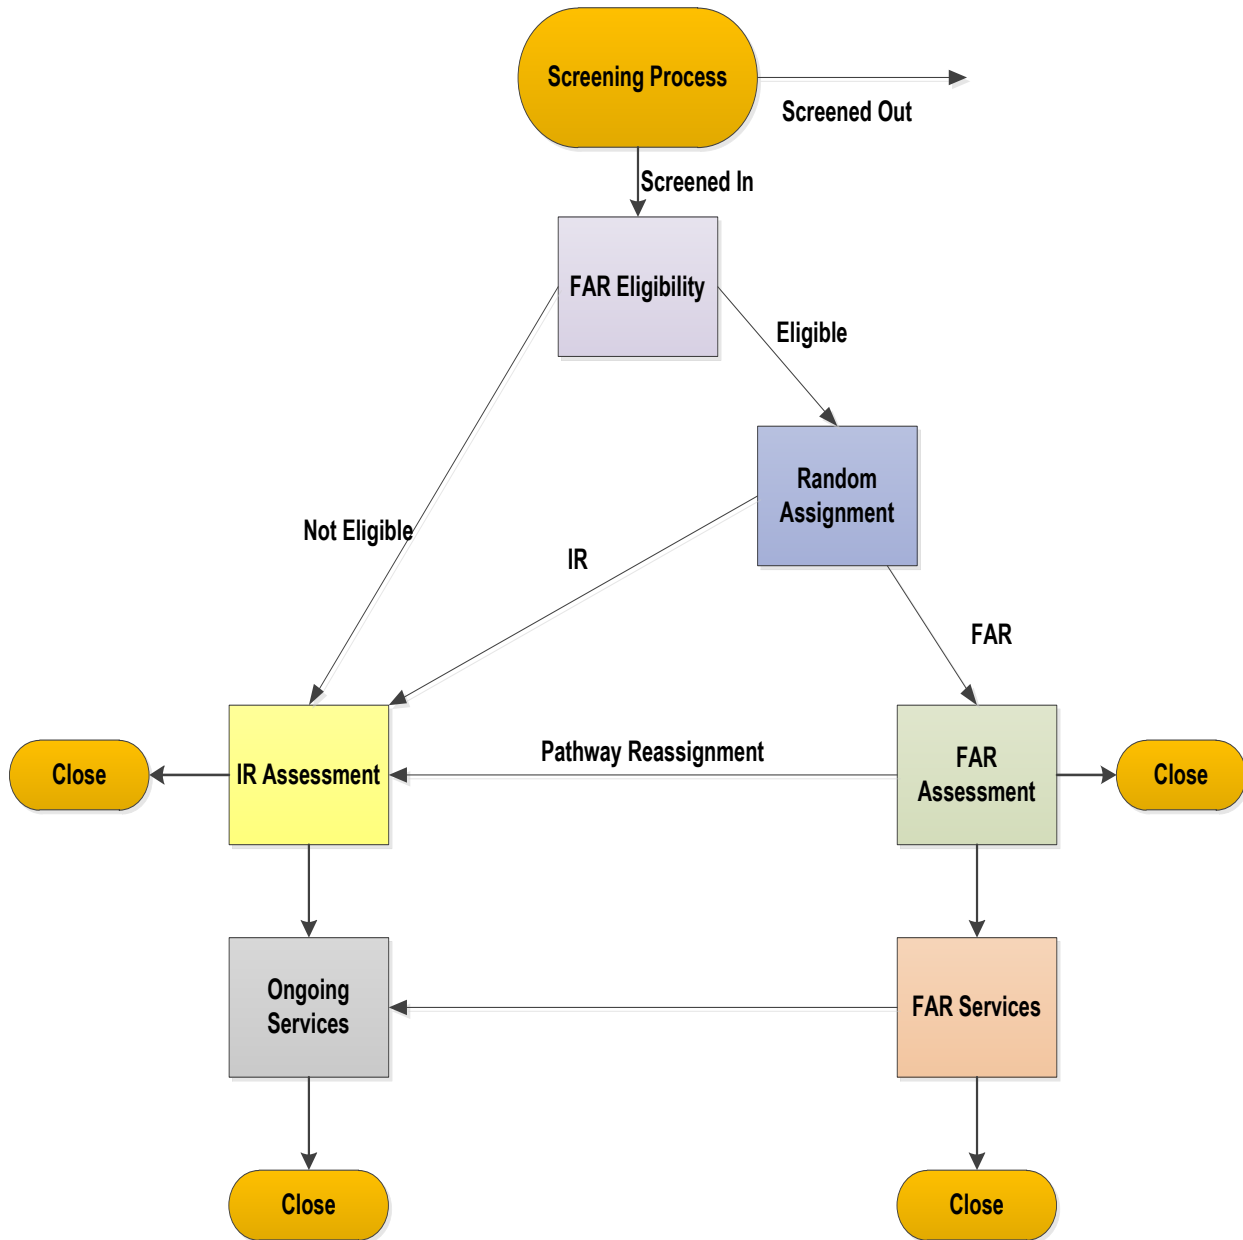 Screening Process
Screened Out
Screened In
FAR Eligibility
Eligible
Random
Assignment
Not Eligible
IR
FAR
Close
IR Assessment
Pathway Reassignment
FAR
Assessment
Close
Ongoing
Services
FAR Services
Close
Close